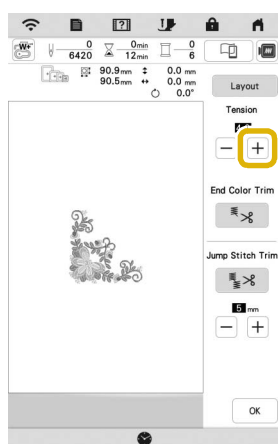 W+ 0 6420 0min 12min 0 6
90.9mm 0.0 mm
90.5mm 0.0 mm
0.0°
Layout
Tension
− +
End Color Trim
Jump Stitch Trim
5 mm
− +
OK